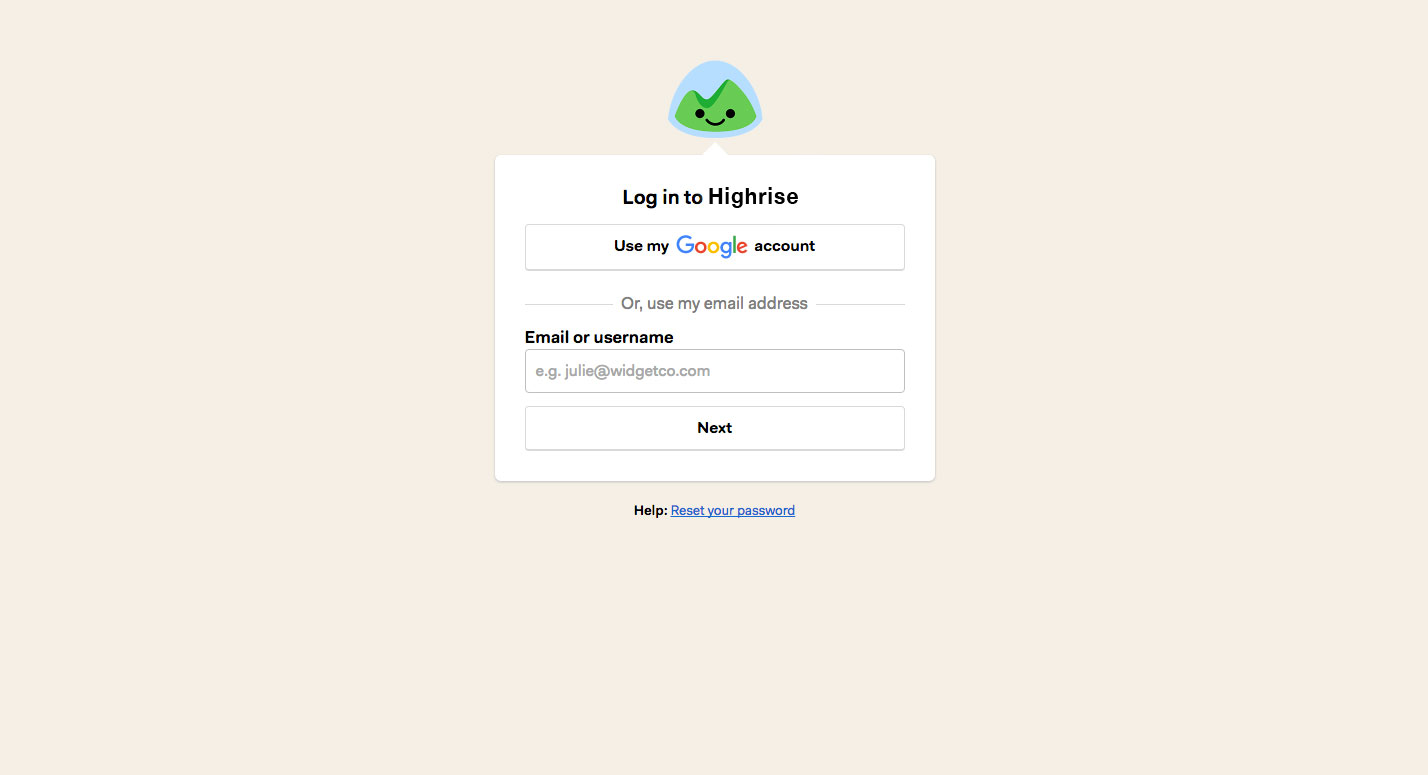 Log in to Highrise
Use my Google account
Or, use my email address
Email or username
e.g. julie@widgetco.com
Next
Help: Reset your password